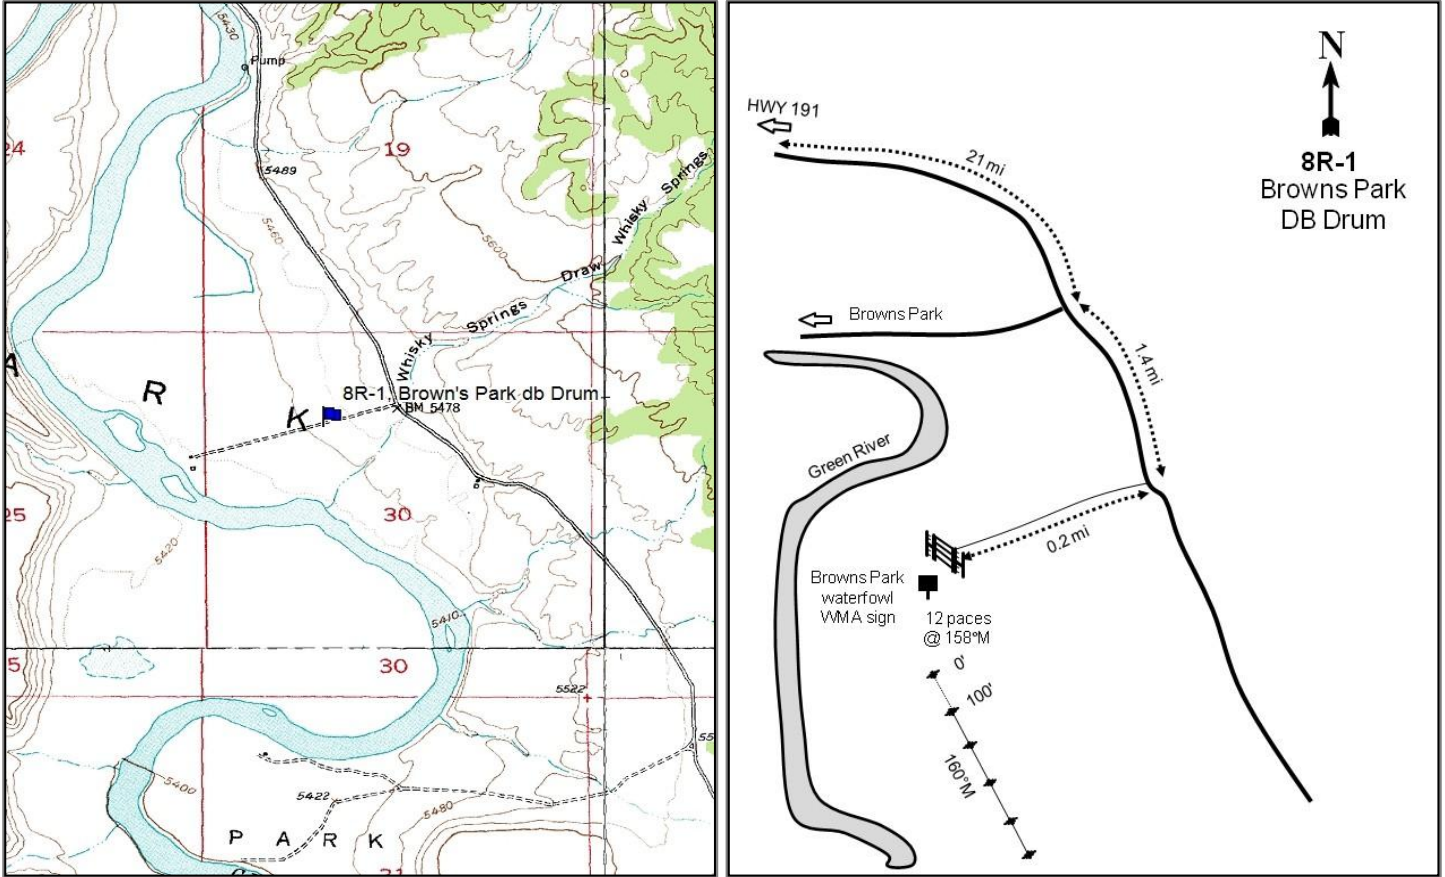 5430
Pump
24
19
5489
5460
5600
Whisky Springs
Draw
Springs
Whisky
A
R
K
8R-1, Brown's Park db Drum
BM 5478
25
30
5420
5410
5
30
5522
55
5400
5422
5480
P A R K
31
N
8R-1
Browns Park
DB Drum
HWY 191
21 mi
Browns Park
1.4 mi
Green River
0.2 mi
Browns Park
waterfowl
WMA sign
12 paces
@ 158°M
0'
100'
160°M